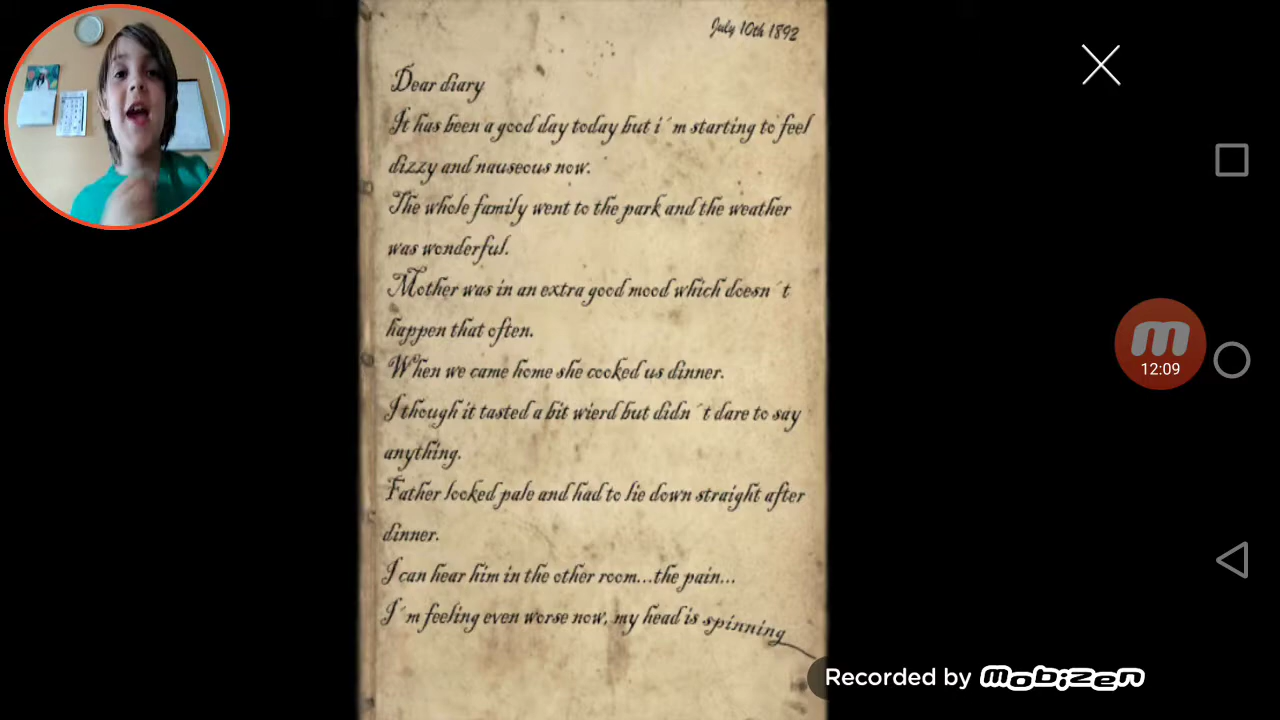 July 10th 1892
Dear diary
It has been a good day today but i´m starting to feel
dizzy and nauseous now.
The whole family went to the park and the weather
was wonderful.
Mother was in an extra good mood which doesn´t
happen that often.
When we came home she cooked us dinner.
I though it tasted a bit wierd but didn´t dare to say
anything.
Father looked pale and had to lie down straight after
dinner.
I can hear him in the other room...the pain...
I´m feeling even worse now, my head is spinning
12:09
Recorded by mobizen